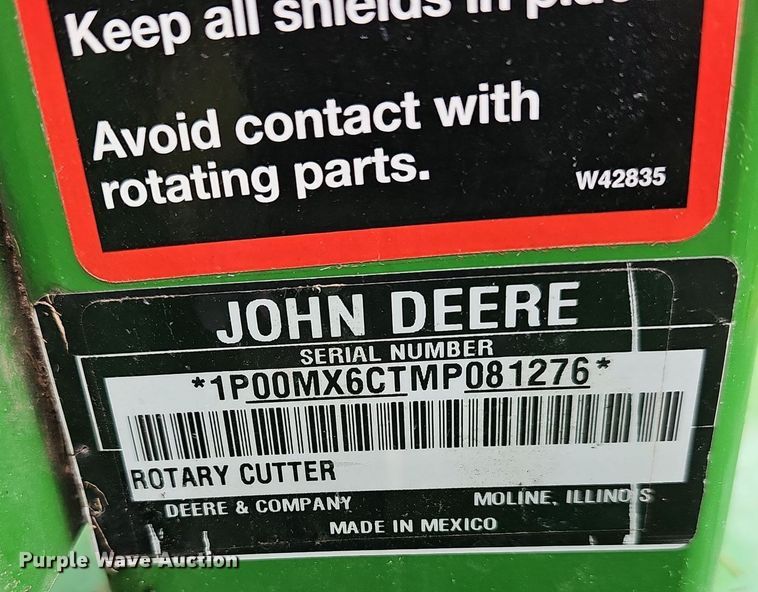 Keep all shields in place.
Avoid contact with
rotating parts.
W42835
JOHN DEERE
SERIAL NUMBER
*1P00MX6CTMP081276*
ROTARY CUTTER
DEERE & COMPANY MOLINE, ILLINOIS
MADE IN MEXICO
Purple Wave Auction